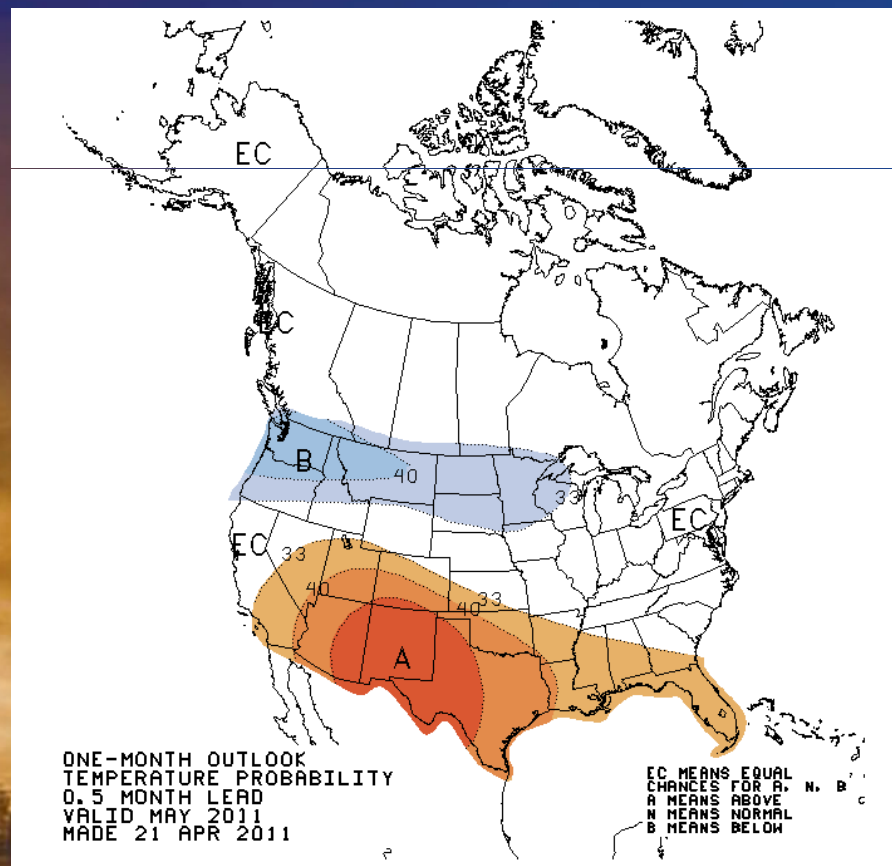 EC
EC
B
40
33
EC
EC
33
40
40
33
A
ONE-MONTH OUTLOOK
TEMPERATURE PROBABILITY
0.5 MONTH LEAD
VALID MAY 2011
MADE 21 APR 2011
EC MEANS EQUAL
CHANCES FOR A, N, B
A MEANS ABOVE
N MEANS NORMAL
B MEANS BELOW